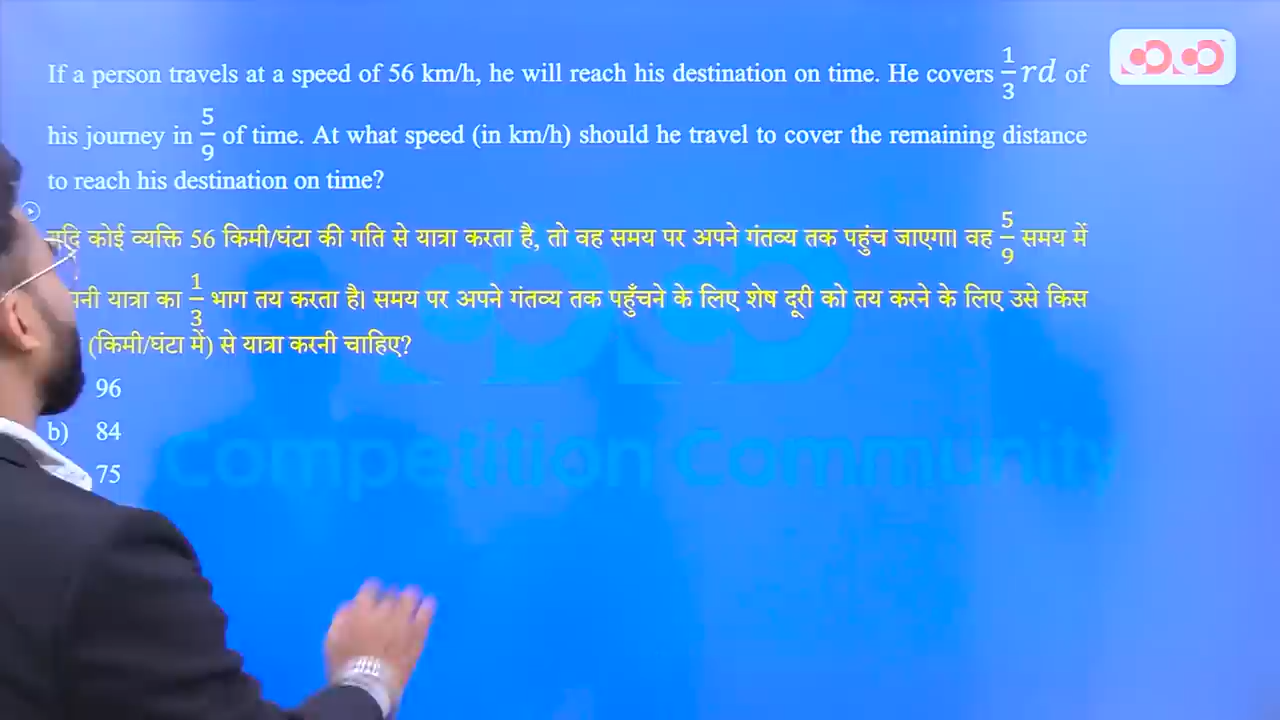 If a person travels at a speed of 56 km/h, he will reach his destination on time. He covers 1/3 rd of
his journey in 5/9 of time. At what speed (in km/h) should he travel to cover the remaining distance
to reach his destination on time?
कोई व्यक्ति 56 किमी/घंटा की गति से यात्रा करता है, तो वह समय पर अपने गंतव्य तक पहुंच जाएगा। वह 5/9 समय में
यात्रा का 1/3 भाग तय करता है। समय पर अपने गंतव्य तक पहुँचने के लिए शेष दूरी को तय करने के लिए उसे किस
(किमी/घंटा में) से यात्रा करनी चाहिए?
96
b) 84
75
Competition Community